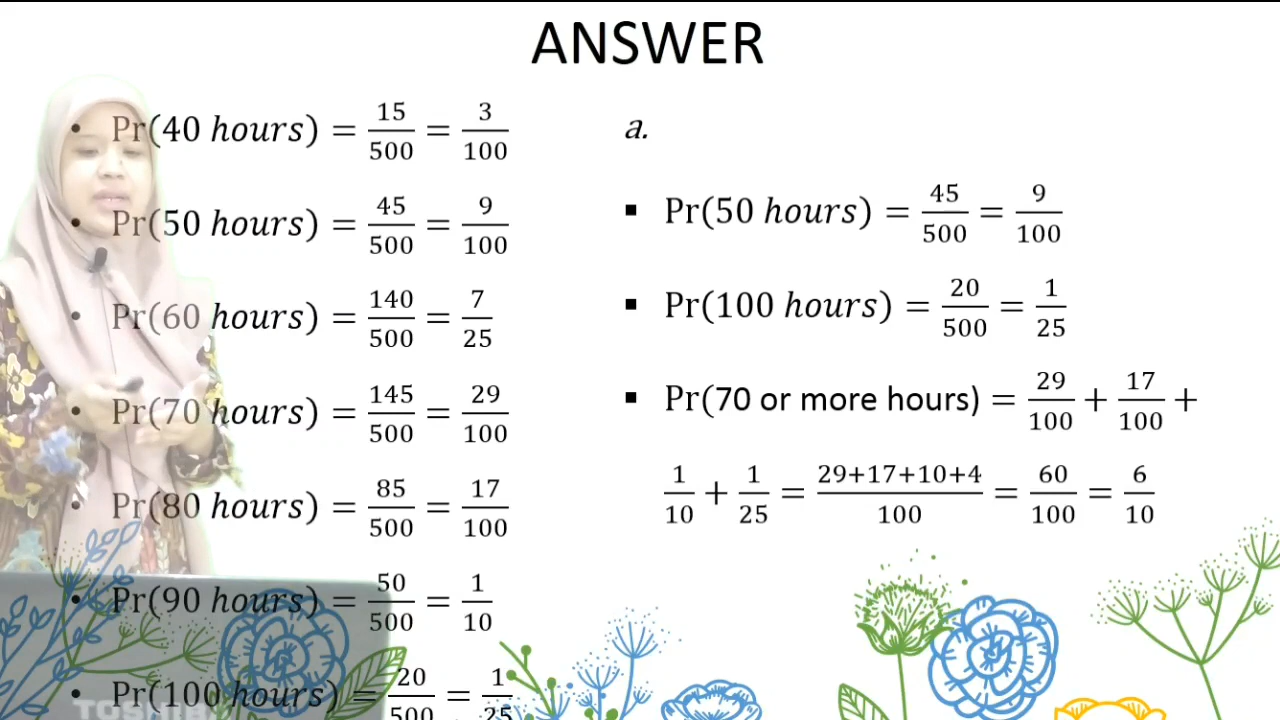 ANSWER
• Pr(40 hours) = 15/500 = 3/100
• Pr(50 hours) = 45/500 = 9/100
• Pr(60 hours) = 140/500 = 7/25
• Pr(70 hours) = 145/500 = 29/100
• Pr(80 hours) = 85/500 = 17/100
• Pr(90 hours) = 50/500 = 1/10
• Pr(100 hours) = 20/500 = 1/25
a.
▪ Pr(50 hours) = 45/500 = 9/100
▪ Pr(100 hours) = 20/500 = 1/25
▪ Pr(70 or more hours) = 29/100 + 17/100 +
1/10 + 1/25 = 29+17+10+4/100 = 60/100 = 6/10
TOSHIBA